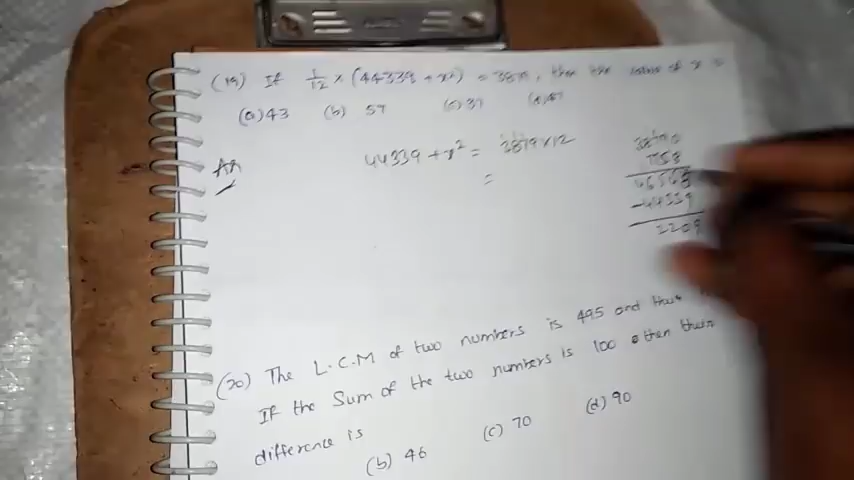 (19) If 1/12 × (44339 + x²) = 3879, then the value of x =
(a) 43 (b) 57 (c) 37 (d) 47
An
44339 + x² = 3879×12
=
38790
7758
46548
-44339
2209
(20) The L.C.M of two numbers is 495 and their
If the sum of the two numbers is 100 then their
difference is
(b) 46 (c) 70 (d) 90